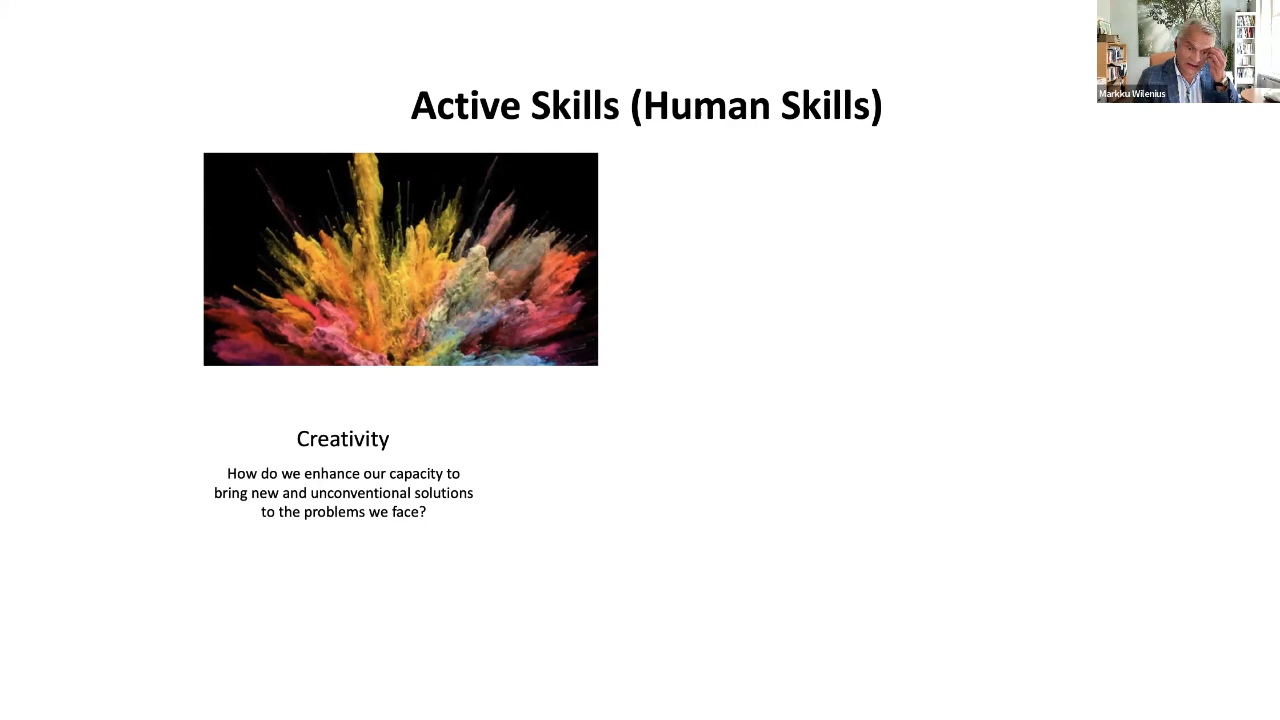 Markku Wilenius
Active Skills (Human Skills)
Creativity
How do we enhance our capacity to
bring new and unconventional solutions
to the problems we face?